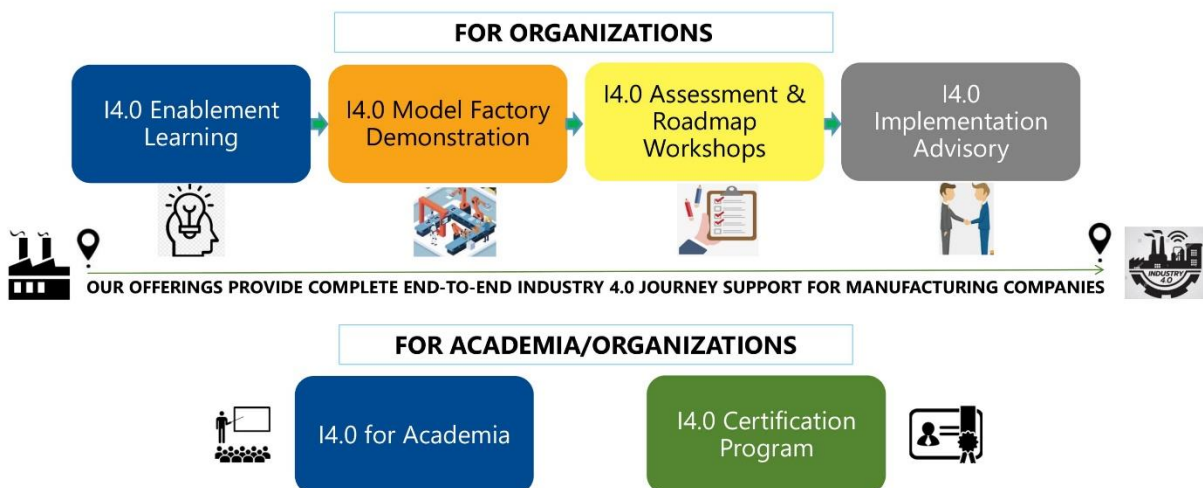 FOR ORGANIZATIONS
I4.0 Enablement
Learning
I4.0 Model Factory
Demonstration
I4.0 Assessment &
Roadmap
Workshops
I4.0
Implementation
Advisory
INDUSTRY
4.0
OUR OFFERINGS PROVIDE COMPLETE END-TO-END INDUSTRY 4.0 JOURNEY SUPPORT FOR MANUFACTURING COMPANIES
FOR ACADEMIA/ORGANIZATIONS
I4.0 for Academia
I4.0 Certification
Program